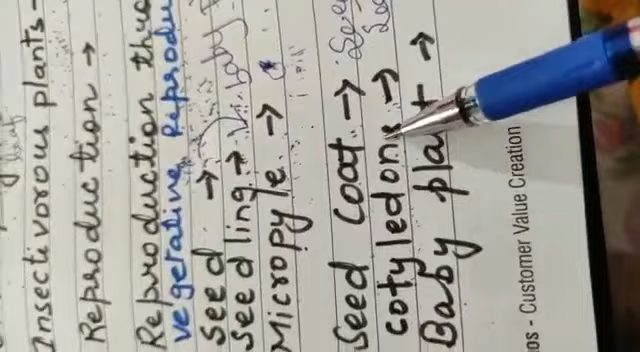 Insectivorous plants-
Reproduction →
Reproduction thro
vegetative Reprodu
Seed →
Seedling → baby
Micropyle. →
Seed coat →
cotyledons →
Baby plant →
os - Customer Value Creation